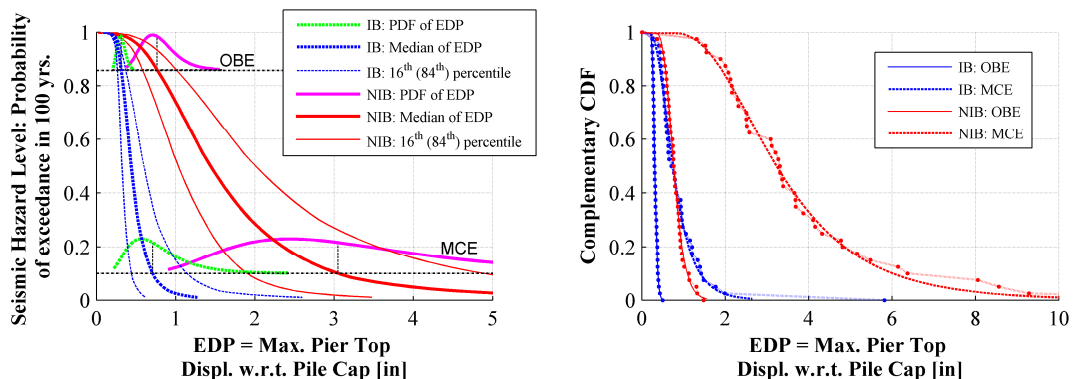 Seismic Hazard Level: Probability
of exceedance in 100 yrs.
1
0.8
0.6
0.4
0.2
0
0
1
2
3
4
5
OBE
MCE
IB: PDF of EDP
IB: Median of EDP
IB: 16th (84th) percentile
NIB: PDF of EDP
NIB: Median of EDP
NIB: 16th (84th) percentile
EDP = Max. Pier Top
Displ. w.r.t. Pile Cap [in]
Complementary CDF
1
0.8
0.6
0.4
0.2
0
0
2
4
6
8
10
IB: OBE
IB: MCE
NIB: OBE
NIB: MCE
EDP = Max. Pier Top
Displ. w.r.t. Pile Cap [in]